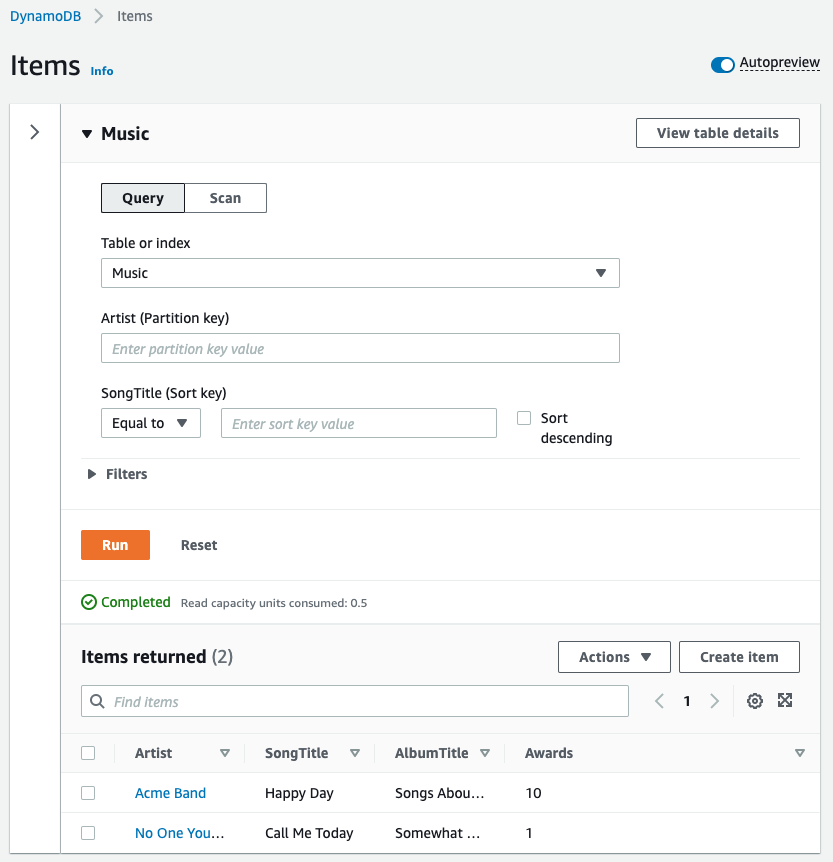 DynamoDB > Items
Items Info
Autopreview
Music
View table details
Query Scan
Table or index
Music
Artist (Partition key)
Enter partition key value
SongTitle (Sort key)
Equal to
Enter sort key value
Sort
descending
Filters
Run Reset
Completed Read capacity units consumed: 0.5
Items returned (2)
Actions
Create item
Find items
1
Artist SongTitle AlbumTitle Awards
Acme Band Happy Day Songs Abou... 10
No One You... Call Me Today Somewhat ... 1